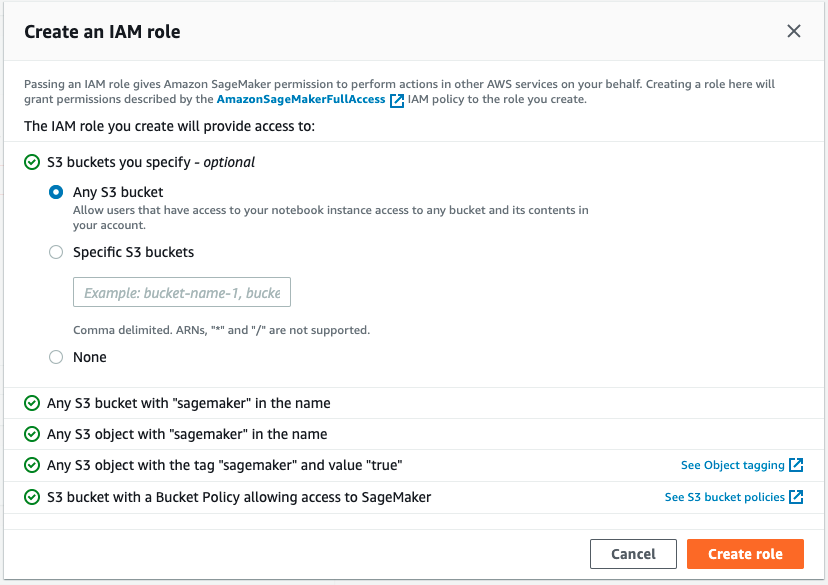 Create an IAM role
Passing an IAM role gives Amazon SageMaker permission to perform actions in other AWS services on your behalf. Creating a role here will
grant permissions described by the AmazonSageMakerFullAccess IAM policy to the role you create.
The IAM role you create will provide access to:
S3 buckets you specify - optional
Any S3 bucket
Allow users that have access to your notebook instance access to any bucket and its contents in
your account.
Specific S3 buckets
Example: bucket-name-1, bucke
Comma delimited. ARNs, "*" and "/" are not supported.
None
Any S3 bucket with "sagemaker" in the name
Any S3 object with "sagemaker" in the name
Any S3 object with the tag "sagemaker" and value "true" See Object tagging
S3 bucket with a Bucket Policy allowing access to SageMaker See S3 bucket policies
Cancel Create role